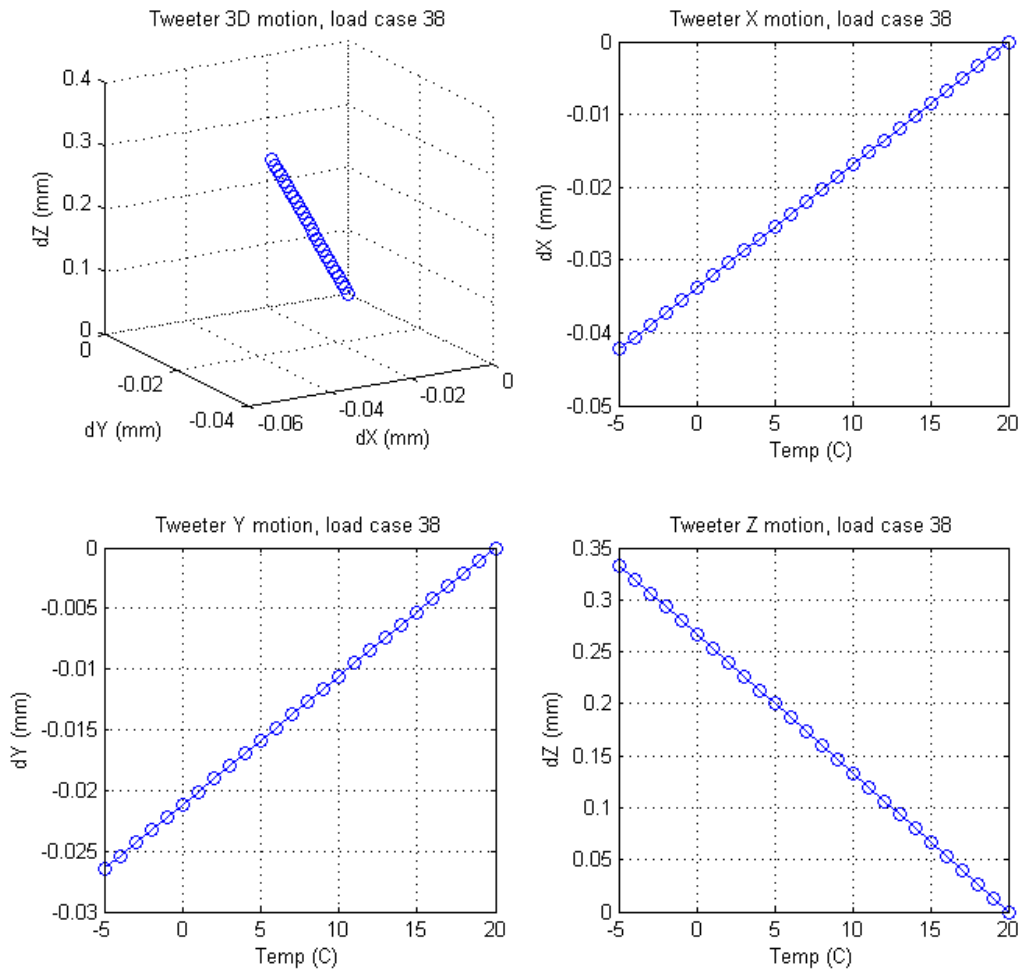 Tweeter 3D motion, load case 38
0.4
0.3
0.2
0.1
0
dZ (mm)
0
-0.02
-0.04
dY (mm)
-0.06
-0.04
-0.02
0
dX (mm)
Tweeter X motion, load case 38
0
-0.01
-0.02
-0.03
-0.04
-0.05
dX (mm)
-5 0 5 10 15 20
Temp (C)
Tweeter Y motion, load case 38
0
-0.005
-0.01
-0.015
-0.02
-0.025
-0.03
dY (mm)
-5 0 5 10 15 20
Temp (C)
Tweeter Z motion, load case 38
0.35
0.3
0.25
0.2
0.15
0.1
0.05
0
dZ (mm)
-5 0 5 10 15 20
Temp (C)